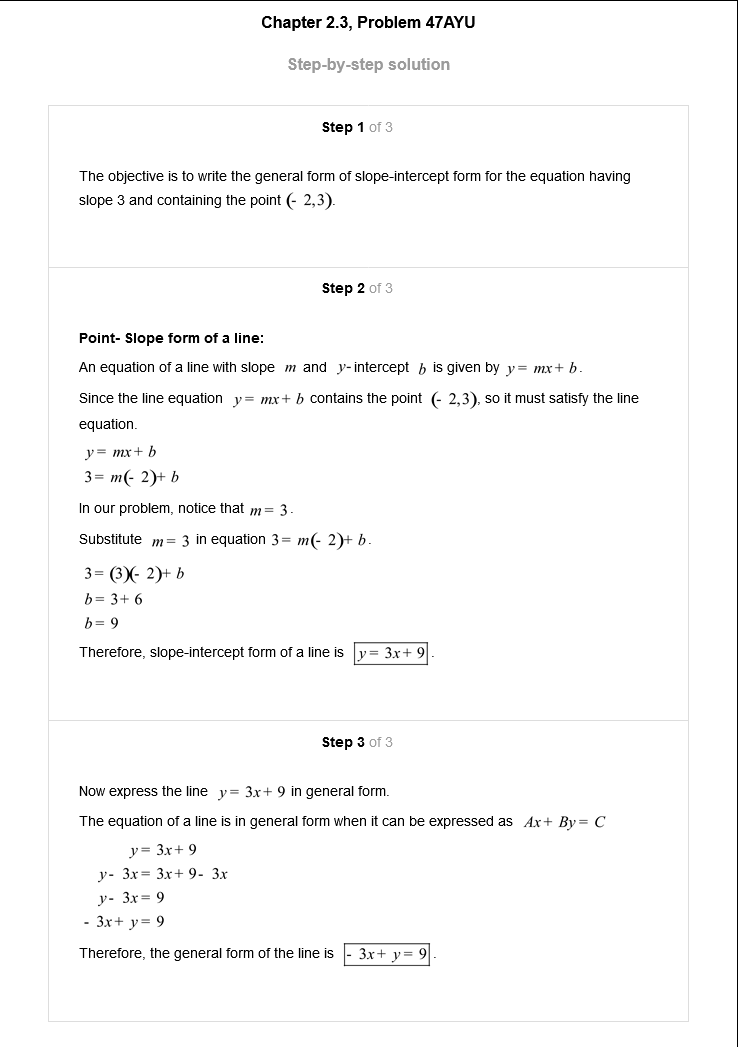 Chapter 2.3, Problem 47AYU
Step-by-step solution
Step 1 of 3
The objective is to write the general form of slope-intercept form for the equation having
slope 3 and containing the point (- 2,3).
Step 2 of 3
Point- Slope form of a line:
An equation of a line with slope m and y- intercept b is given by y = mx + b.
Since the line equation y = mx + b contains the point (- 2,3), so it must satisfy the line
equation.
y = mx + b
3 = m(- 2)+ b
In our problem, notice that m = 3.
Substitute m = 3 in equation 3 = m(- 2)+ b.
3 = (3)(- 2)+ b
b = 3 + 6
b = 9
Therefore, slope-intercept form of a line is y = 3x + 9.
Step 3 of 3
Now express the line y = 3x + 9 in general form.
The equation of a line is in general form when it can be expressed as Ax + By = C
y = 3x + 9
y - 3x = 3x + 9 - 3x
y - 3x = 9
- 3x + y = 9
Therefore, the general form of the line is - 3x + y = 9.